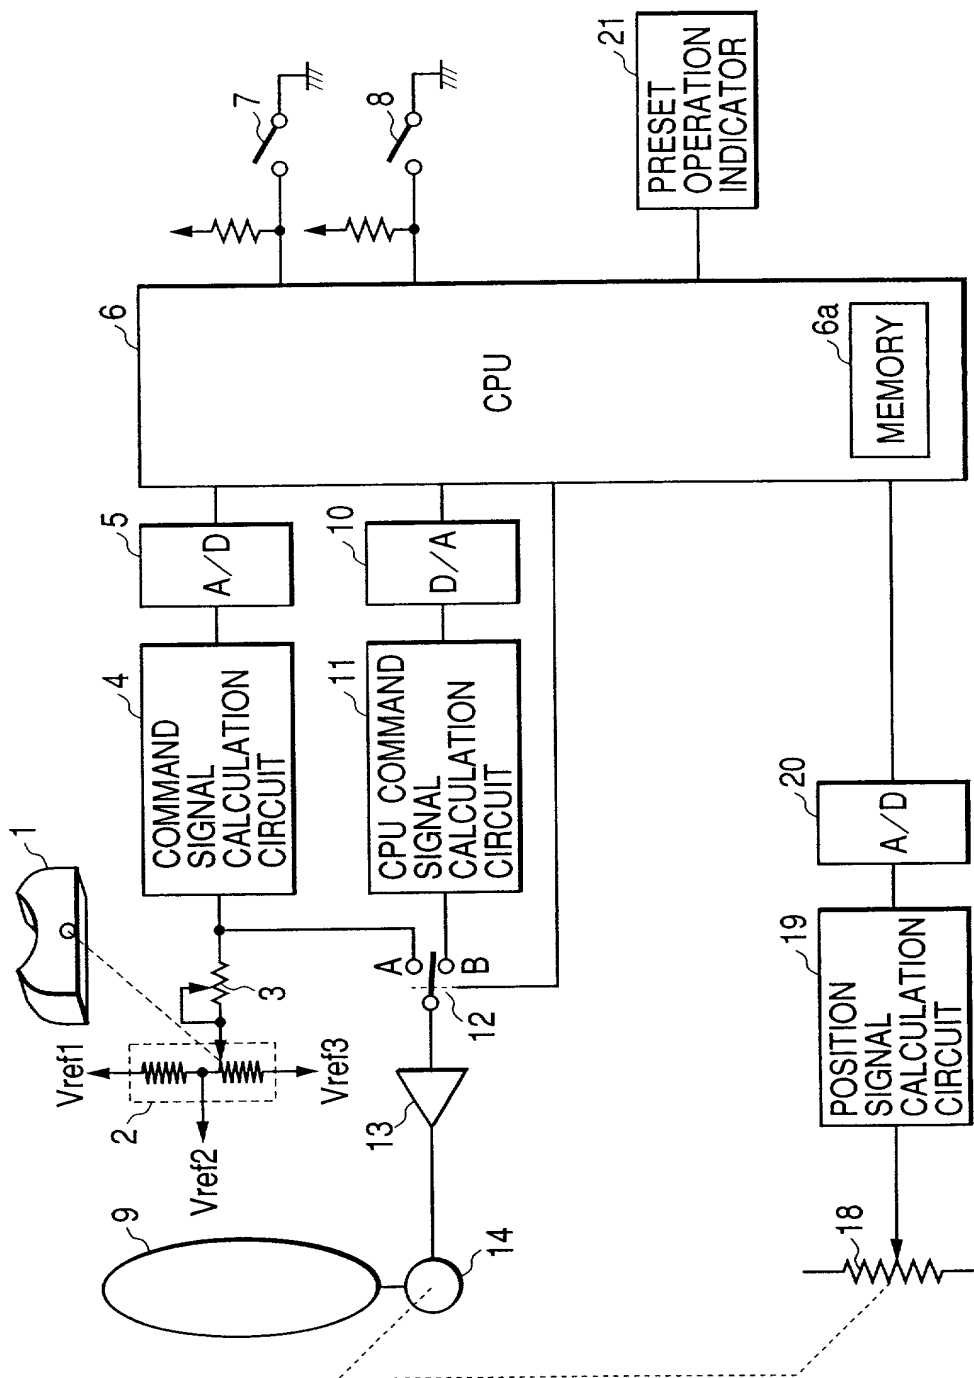 1
Vref1
2
Vref2
Vref3
3
4
COMMAND
SIGNAL
CALCULATION
CIRCUIT
5
A/D
6
CPU
6a
MEMORY
7
8
9
10
D/A
11
CPU COMMAND
SIGNAL
CALCULATION
CIRCUIT
A
B
12
13
14
18
19
POSITION
SIGNAL
CALCULATION
CIRCUIT
20
A/D
21
PRESET
OPERATION
INDICATOR